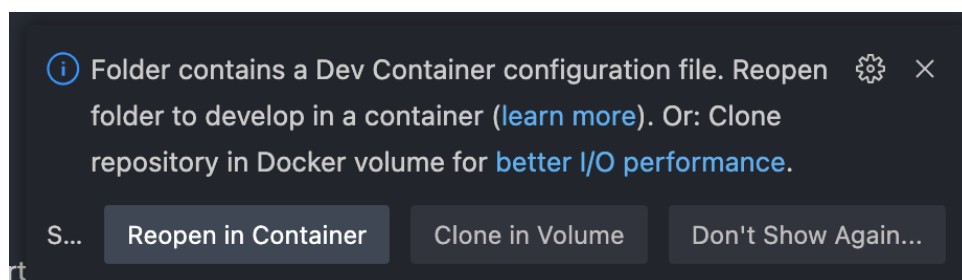 Folder contains a Dev Container configuration file. Reopen
folder to develop in a container (learn more). Or: Clone
repository in Docker volume for better I/O performance.
S... Reopen in Container Clone in Volume Don't Show Again...
rt